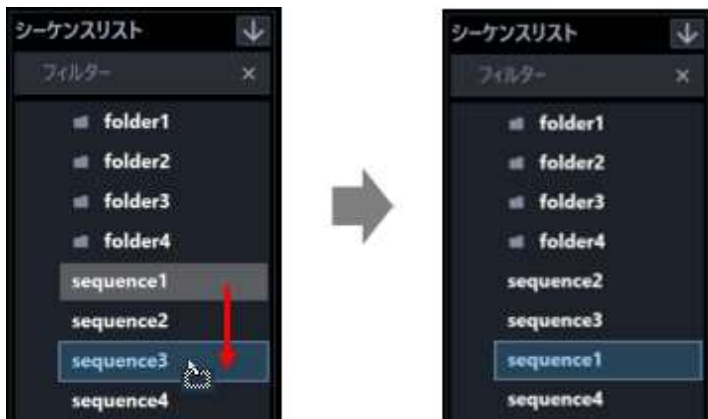 シーケンスリスト
フィルター
folder1
folder2
folder3
folder4
sequence1
sequence2
sequence3
sequence4
シーケンスリスト
フィルター
folder1
folder2
folder3
folder4
sequence2
sequence3
sequence1
sequence4